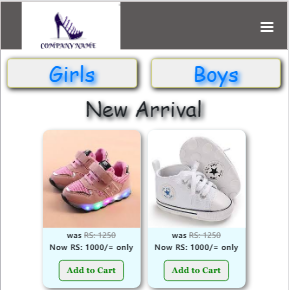 COMPANY NAME
Girls
Boys
New Arrival
was RS: 1250
Now RS: 1000/= only
Add to Cart
was RS: 1250
Now RS: 1000/= only
Add to Cart